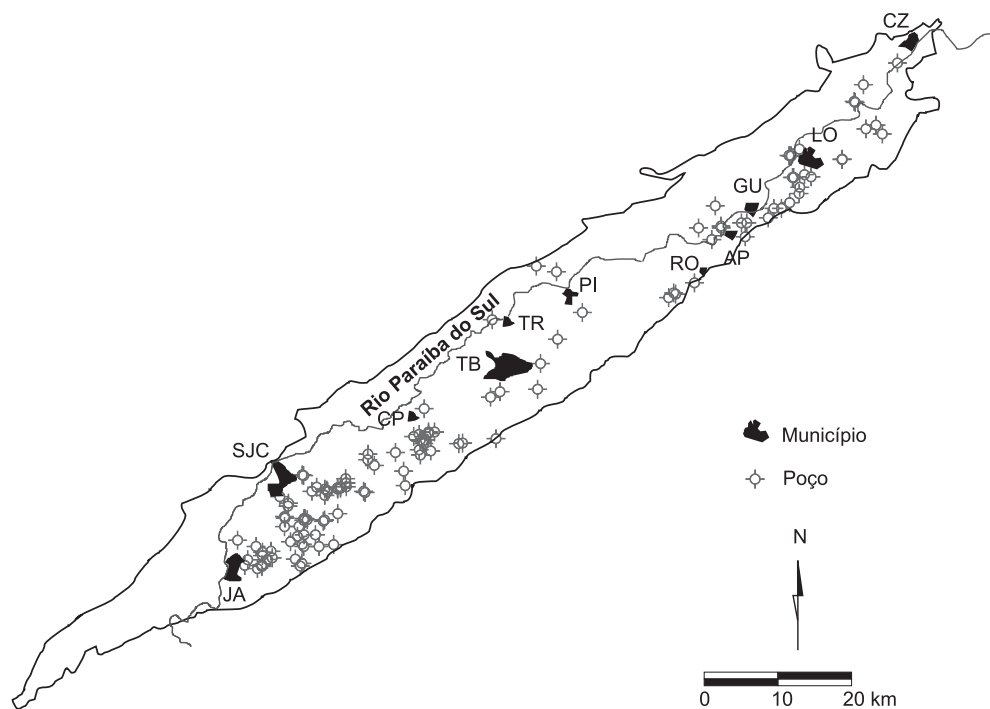 CZ
LO
GU
AP
RO
PI
Rio Paraíba do Sul
TR
TB
CP
SJC
Município
Poço
N
JA
0 10 20 km